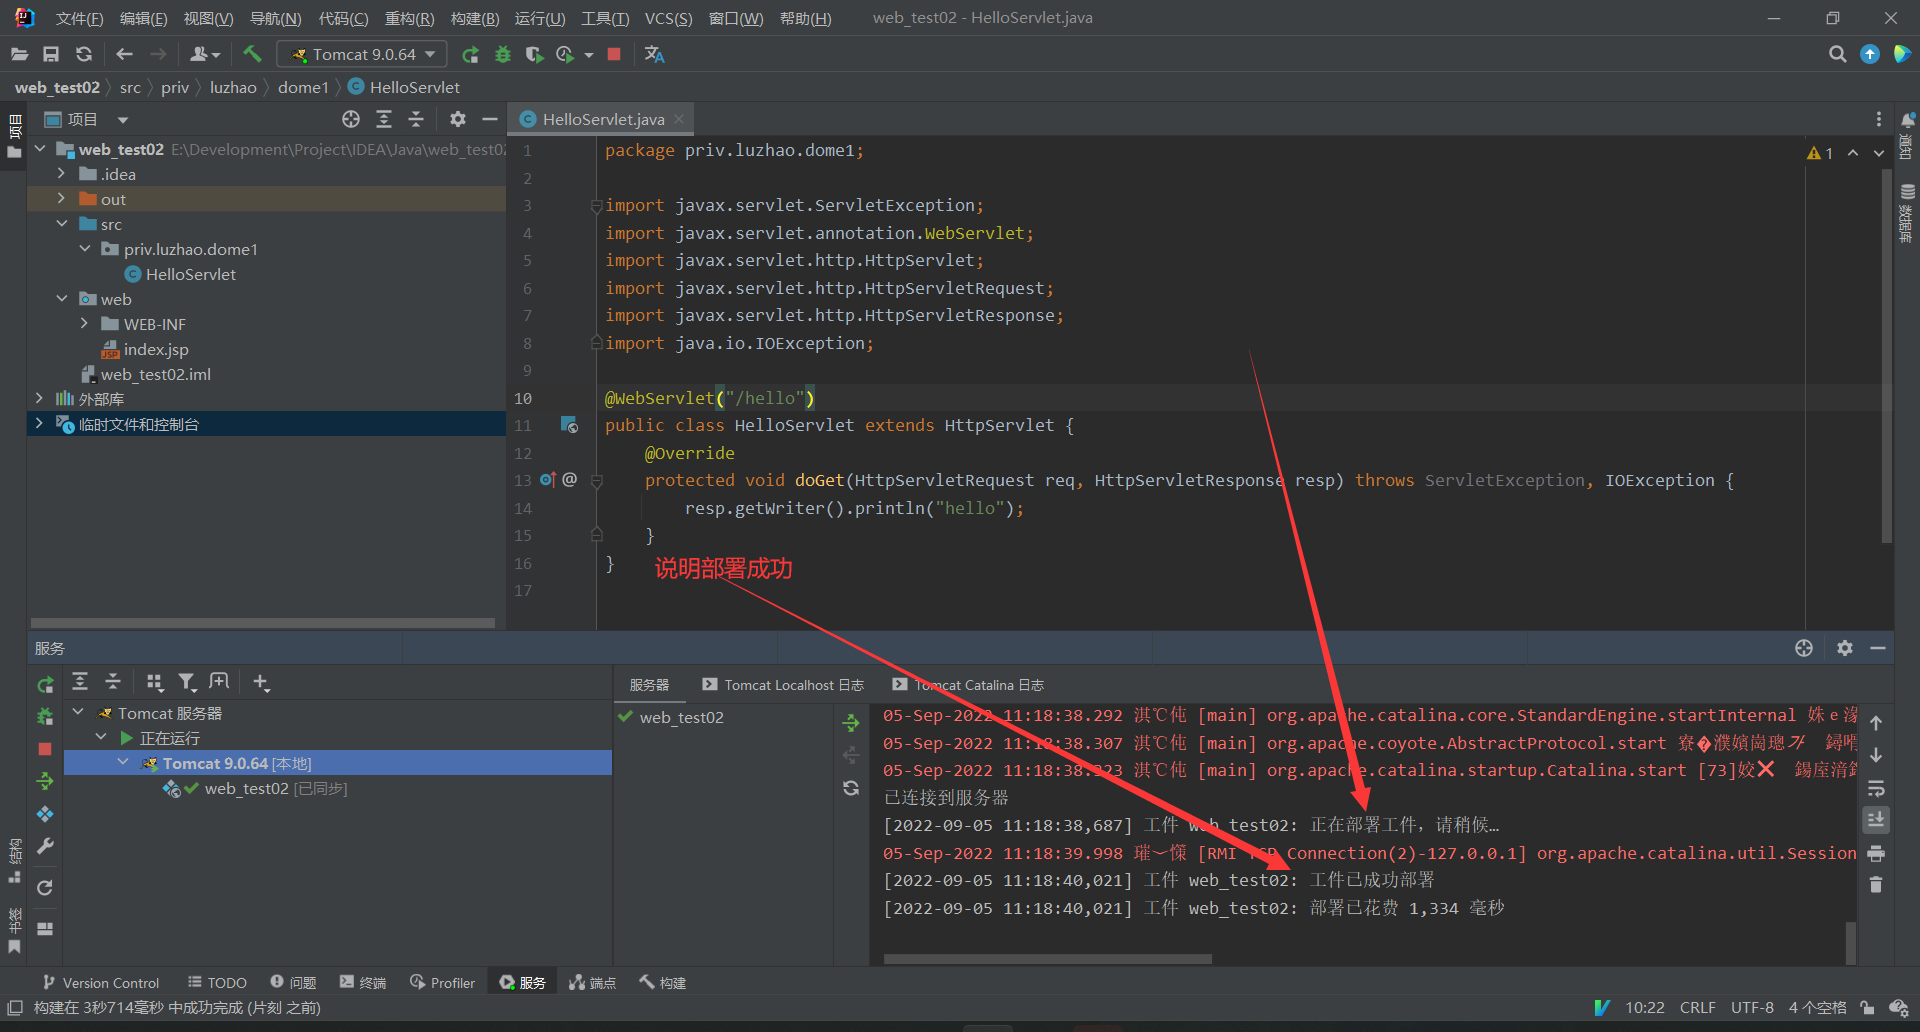 文件(F) 编辑(E) 视图(V) 导航(N) 代码(C) 重构(R) 构建(B) 运行(U) 工具(T) VCS(S) 窗口(W) 帮助(H) web_test02 - HelloServlet.java
Tomcat 9.0.64
web_test02 src priv luzhao dome1 HelloServlet
项目
项目
HelloServlet.java
web_test02 E:\Development\Project\IDEA\Java\web_test02
.idea
out
src
priv.luzhao.dome1
HelloServlet
web
WEB-INF
index.jsp
web_test02.iml
外部库
临时文件和控制台
1 package priv.luzhao.dome1;
2
3 import javax.servlet.ServletException;
4 import javax.servlet.annotation.WebServlet;
5 import javax.servlet.http.HttpServlet;
6 import javax.servlet.http.HttpServletRequest;
7 import javax.servlet.http.HttpServletResponse;
8 import java.io.IOException;
9
10 @WebServlet("/hello")
11 public class HelloServlet extends HttpServlet {
12 @Override
13 protected void doGet(HttpServletRequest req, HttpServletResponse resp) throws ServletException, IOException {
14 resp.getWriter().println("hello");
15 }
16 }
17
说明部署成功
1
通知
数据库
服务
Tomcat 服务器
正在运行
Tomcat 9.0.64 [本地]
web_test02 [已同步]
服务器 Tomcat Localhost 日志 Tomcat Catalina 日志
web_test02
05-Sep-2022 11:18:38.292 淇℃伅 [main] org.apache.catalina.core.StandardEngine.startInternal
05-Sep-2022 11:18:38.307 淇℃伅 [main] org.apache.coyote.AbstractProtocol.start
05-Sep-2022 11:18:38.323 淇℃伅 [main] org.apache.catalina.startup.Catalina.start [73]
已连接到服务器
[2022-09-05 11:18:38,687] 工件 web_test02: 正在部署工件，请稍候…
05-Sep-2022 11:18:39.998 [RMI TCP Connection(2)-127.0.0.1] org.apache.catalina.util.Session
[2022-09-05 11:18:40,021] 工件 web_test02: 工件已成功部署
[2022-09-05 11:18:40,021] 工件 web_test02: 部署已花费 1,334 毫秒
结构
书签
Version Control TODO 问题 终端 Profiler 服务 端点 构建
构建在 3秒714毫秒 中成功完成 (片刻 之前)
10:22 CRLF UTF-8 4 个空格